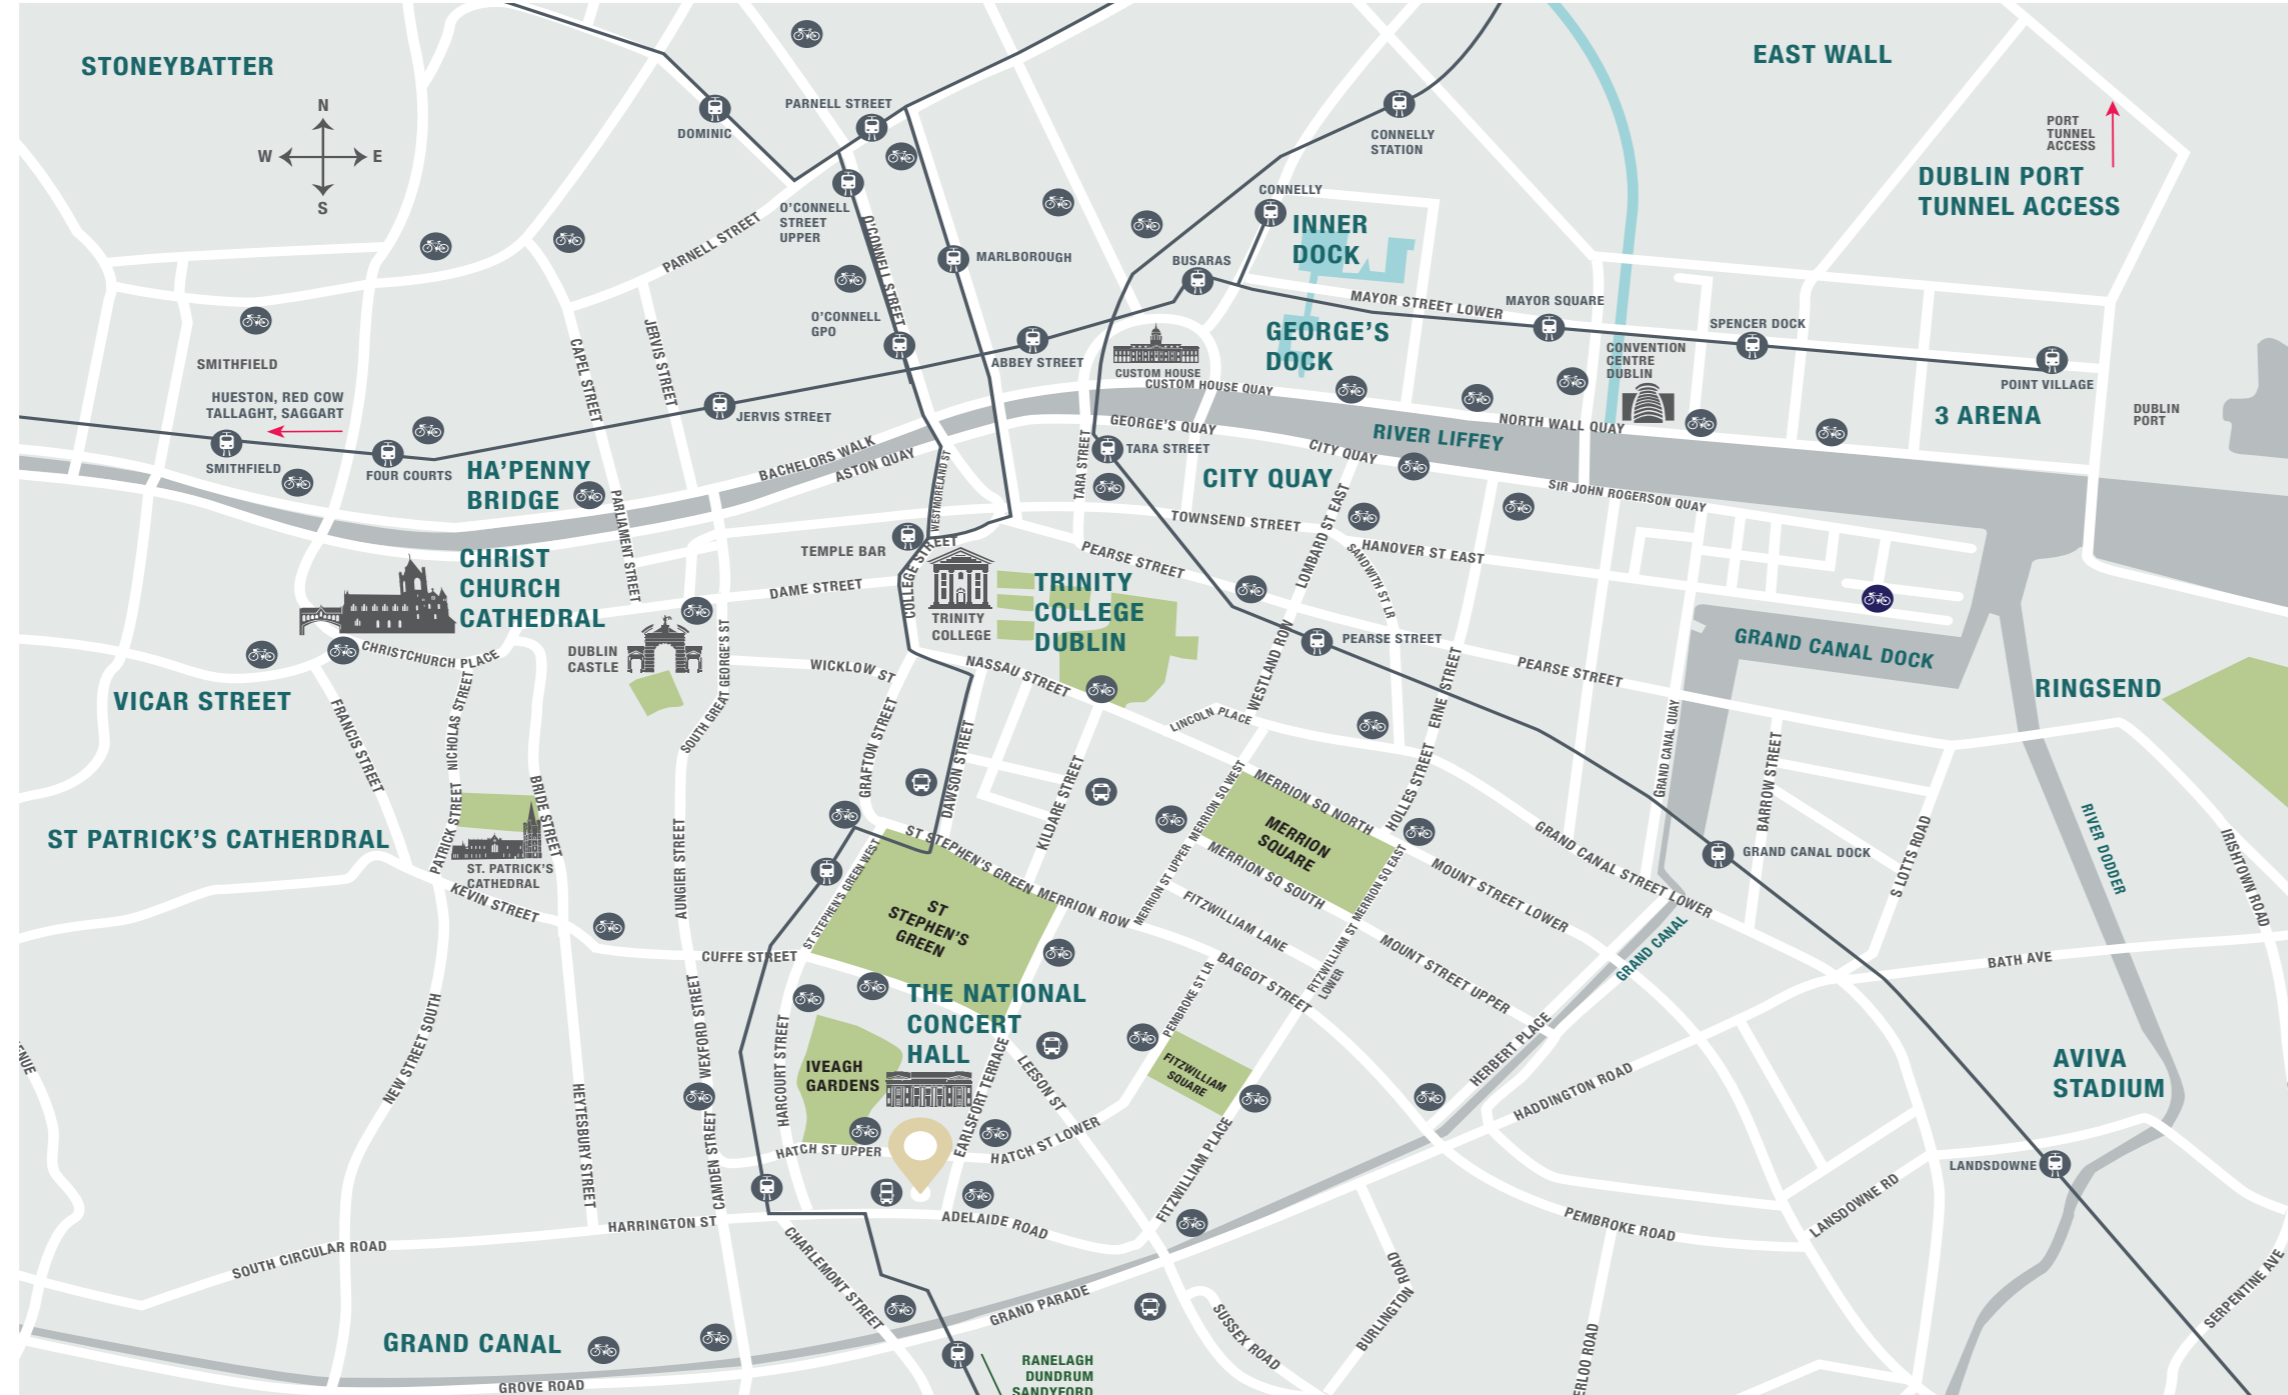 STONEYBATTER
EAST WALL
N
W
E
S
DOMINIC
PARNELL STREET
CONNELLY
STATION
PORT
TUNNEL
ACCESS
DUBLIN PORT
TUNNEL ACCESS
O'CONNELL
STREET
UPPER
PARNELL STREET
O'CONNELL STREET
MARLBOROUGH
CONNELLY
INNER
DOCK
BUSARAS
MAYOR STREET LOWER
MAYOR SQUARE
SPENCER DOCK
POINT VILLAGE
O'CONNELL
GPO
ABBEY STREET
GEORGE'S
DOCK
CONVENTION
CENTRE
DUBLIN
CUSTOM HOUSE
CUSTOM HOUSE QUAY
SMITHFIELD
HUESTON, RED COW
TALLAGHT, SAGGART
CAPEL STREET
JERVIS STREET
JERVIS STREET
SMITHFIELD
FOUR COURTS
HA'PENNY
BRIDGE
BACHELORS WALK
ASTON QUAY
GEORGE'S QUAY
TARA STREET
TARA STREET
CITY QUAY
CITY QUAY
RIVER LIFFEY
NORTH WALL QUAY
3 ARENA
DUBLIN
PORT
SIR JOHN ROGERSON QUAY
PARLIAMENT STREET
WESTMORELAND ST
TOWNSEND STREET
LOMBARD ST EAST
HANOVER ST EAST
SANDWITH ST LR
CHRIST
CHURCH
CATHEDRAL
TEMPLE BAR
COLLEGE STREET
DAME STREET
TRINITY
COLLEGE
TRINITY
COLLEGE
DUBLIN
PEARSE STREET
PEARSE STREET
PEARSE STREET
GRAND CANAL DOCK
CHRISTCHURCH PLACE
DUBLIN
CASTLE
SOUTH GREAT GEORGE'S ST
WICKLOW ST
NASSAU STREET
LINCOLN PLACE
WESTLAND ROW
ERNE STREET
RINGSEND
VICAR STREET
FRANCIS STREET
NICHOLAS STREET
PATRICK STREET
BRIDE STREET
GRAFTON STREET
DAWSON STREET
KILDARE STREET
GRAND CANAL QUAY
BARROW STREET
S LOTTS ROAD
RIVER DODDER
IRISHTOWN ROAD
ST PATRICK'S CATHERDRAL
ST. PATRICK'S
CATHEDRAL
KEVIN STREET
AUNGIER STREET
CUFFE STREET
ST STEPHEN'S GREEN WEST
ST STEPHEN'S GREEN
MERRION ROW
ST
STEPHEN'S
GREEN
MERRION SQ WEST
MERRION ST UPPER
MERRION SQ NORTH
MERRION
SQUARE
MERRION SQ SOUTH
MERRION SQ EAST
HOLLES STREET
MOUNT STREET LOWER
MOUNT STREET UPPER
GRAND CANAL STREET LOWER
GRAND CANAL DOCK
GRAND CANAL
FITZWILLIAM LANE
BAGGOT STREET
FITZWILLIAM ST
LOWER
PEMBROKE ST LR
BATH AVE
ENUE
NEW STREET SOUTH
HEYTESBURY STREET
WEXFORD STREET
CAMDEN STREET
HARCOURT STREET
THE NATIONAL
CONCERT
HALL
IVEAGH
GARDENS
EARLSFORT TERRACE
LEESON ST
FITZWILLIAM
SQUARE
HATCH ST UPPER
HATCH ST LOWER
FITZWILLIAM PLACE
HERBERT PLACE
HADDINGTON ROAD
AVIVA
STADIUM
LANDSDOWNE
LANSDOWNE RD
PEMBROKE ROAD
SERPENTINE AVE
SOUTH CIRCULAR ROAD
HARRINGTON ST
ADELAIDE ROAD
CHARLEMONT STREET
GRAND PARADE
SUSSEX ROAD
BURLINGTON
ROAD
ERLOO ROAD
GRAND CANAL
GROVE ROAD
RANELAGH
DUNDRUM
SANDYFORD